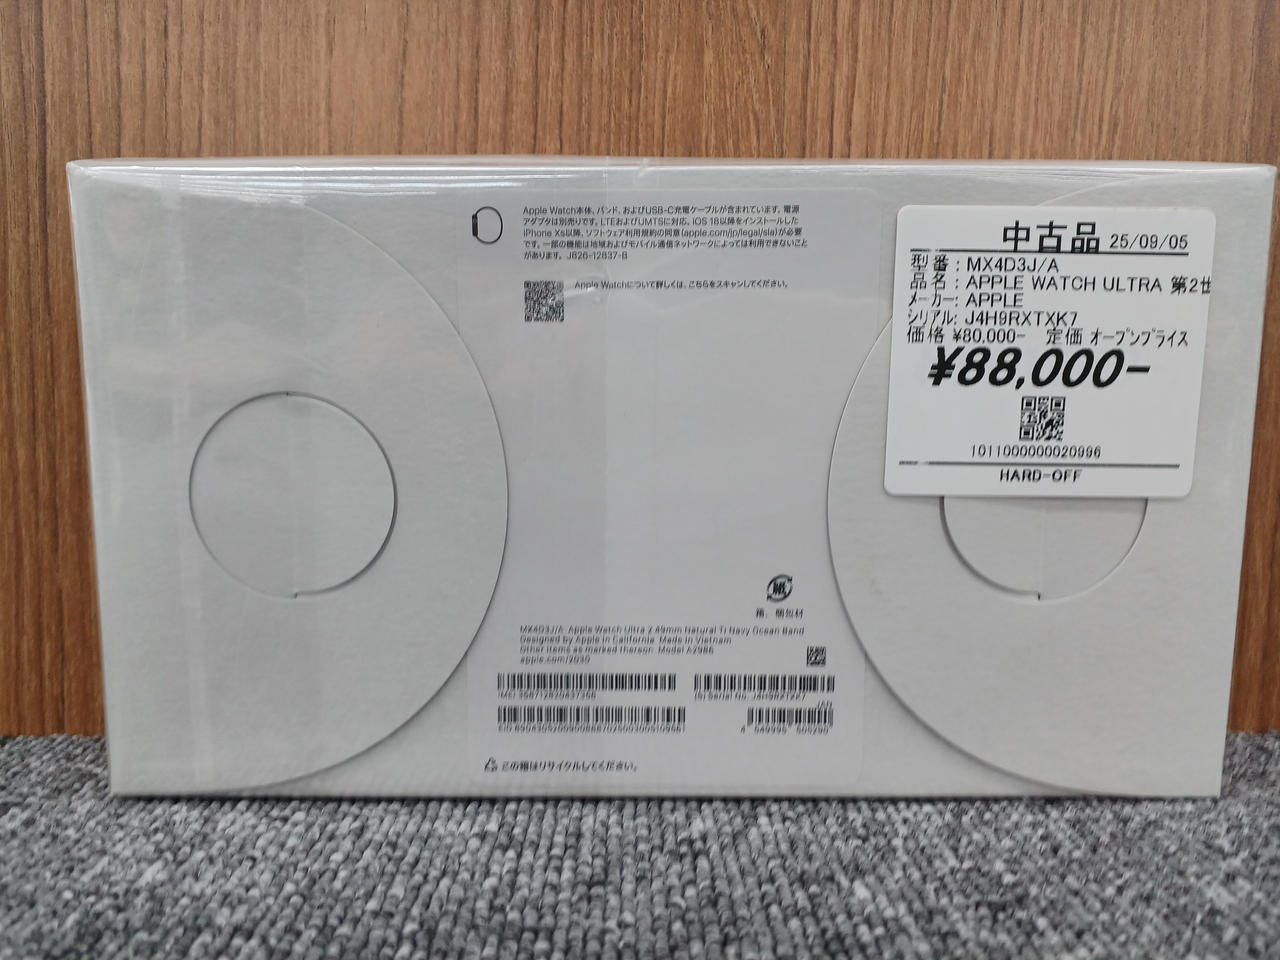 Apple Watch本体、バンド、およびUSB-C充電ケーブルが含まれています。電源
アダプタは別売りです。LTEおよびUMTSに対応。iOS 18以降をインストールした
iPhone Xs以降、ソフトウェア利用規約の同意(apple.com/jp/legal/sla)が必要
です。一部の機能は地域およびモバイル通信ネットワークによっては利用できないこと
があります。J826-12837-B
Apple Watchについて詳しくは、こちらをスキャンしてください。
中古品 25/09/05
型番：MX4D3J/A
品名：APPLE WATCH ULTRA 第2世
メーカー：APPLE
シリアル：J4H9RXTXK7
価格 ¥80,000- 定価 オープンプライス
¥88,000-
1011000000020996
HARD-OFF
紙
箱、梱包材
MX4D3J/A Apple Watch Ultra 2 49mm Natural Ti Navy Ocean Band
Designed by Apple in California Made in Vietnam
Other items as marked thereon Model A2986
apple.com/2030
(S) Serial No.
JAN
4 549995 505290
この箱はリサイクルしてください。